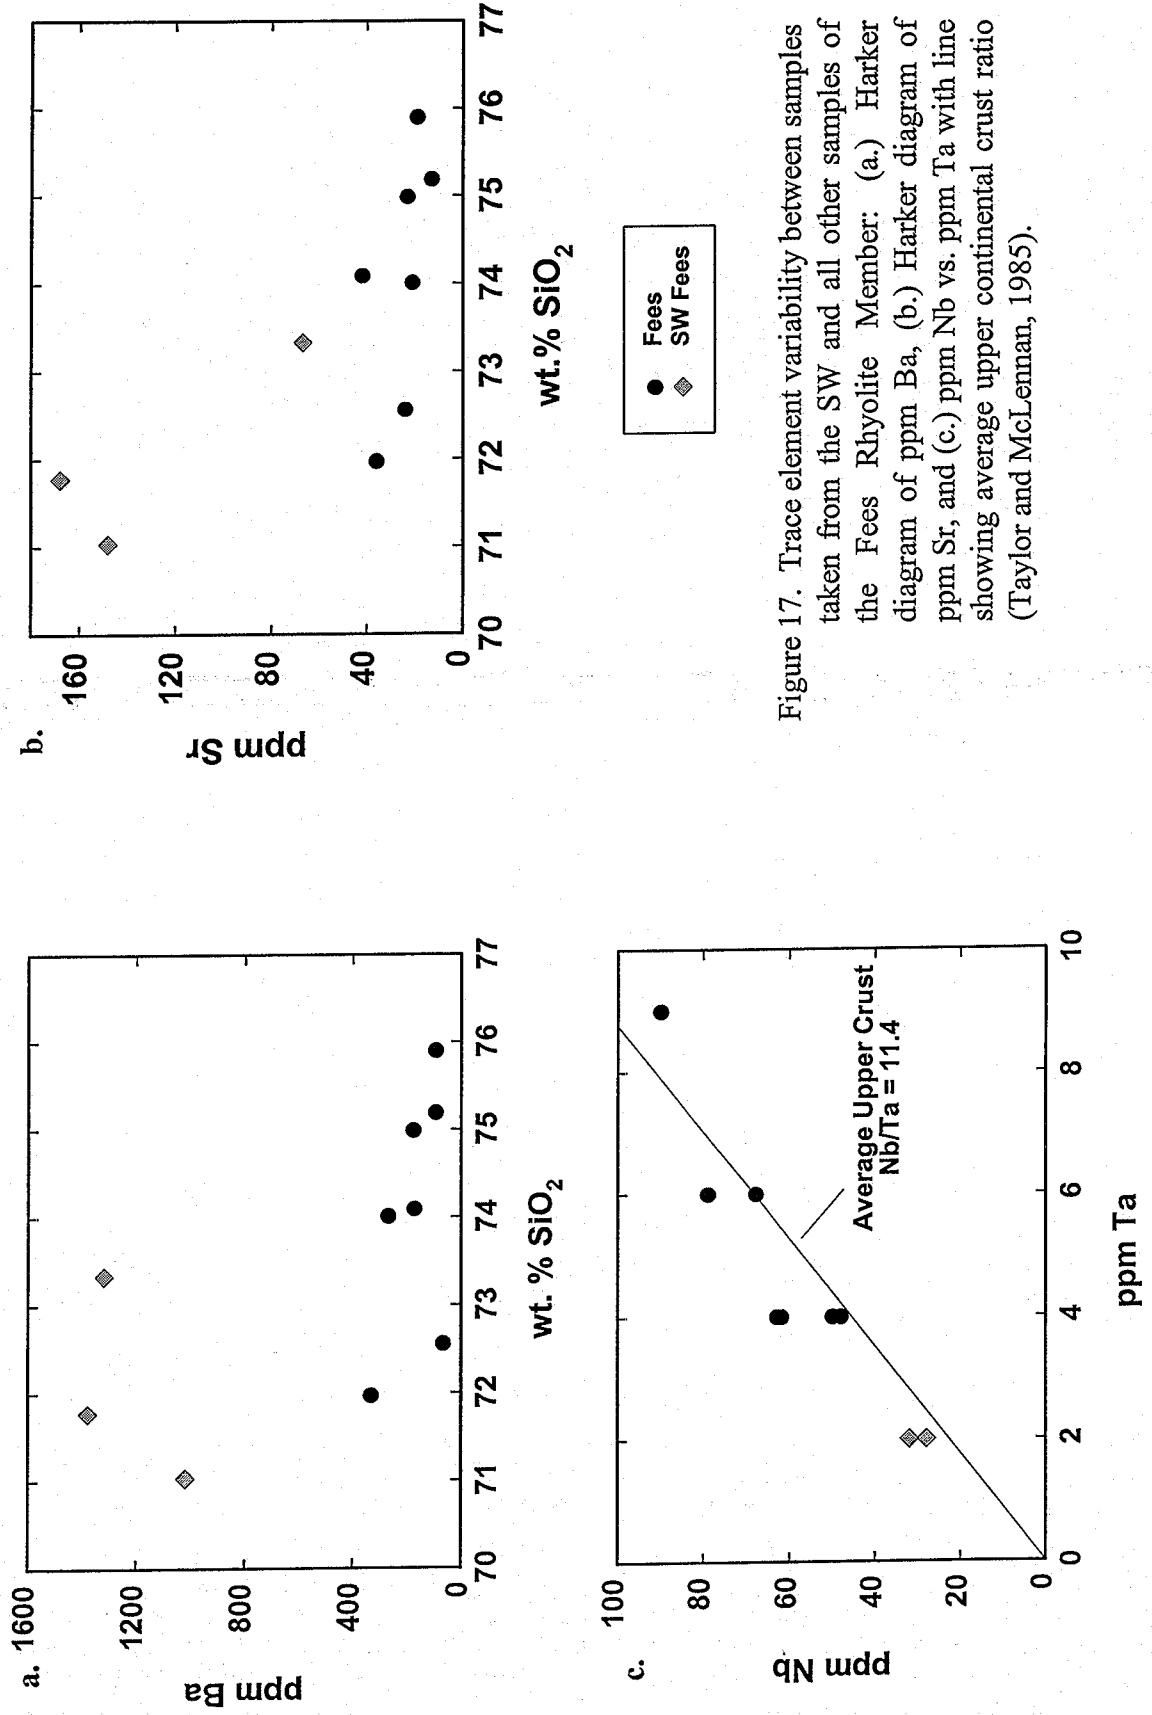 a.
1600
1200
800
400
0
ppm Ba
70
71
72
73
74
75
76
77
wt. % SiO₂
b.
160
120
80
40
0
ppm Sr
70
71
72
73
74
75
76
77
wt.% SiO₂
Fees
SW Fees
c.
100
80
60
40
20
0
ppm Nb
Average Upper Crust
Nb/Ta = 11.4
0
2
4
6
8
10
ppm Ta
Figure 17. Trace element variability between samples
taken from the SW and all other samples of
the Fees Rhyolite Member: (a.) Harker
diagram of ppm Ba, (b.) Harker diagram of
ppm Sr, and (c.) ppm Nb vs. ppm Ta with line
showing average upper continental crust ratio
(Taylor and McLennan, 1985).